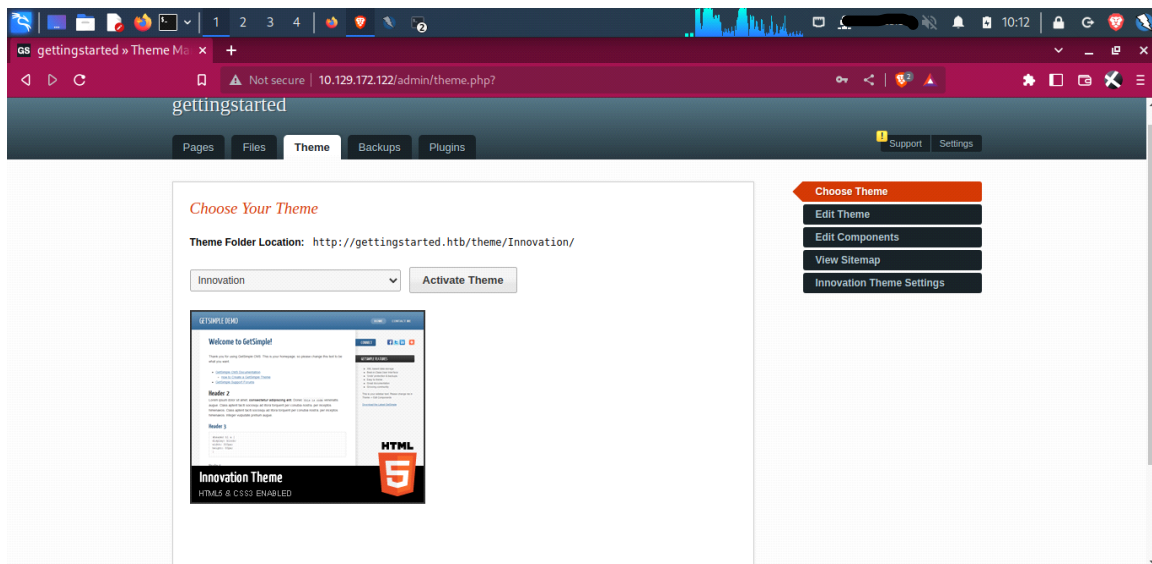 1 2 3 4 2 10:12
GS gettingstarted » Theme Ma
Not secure 10.129.172.122/admin/theme.php? 2
gettingstarted
Pages Files Theme Backups Plugins ! Support Settings
Choose Your Theme
Theme Folder Location: http://gettingstarted.htb/theme/Innovation/
Innovation Activate Theme
Choose Theme
Edit Theme
Edit Components
View Sitemap
Innovation Theme Settings
GETSIMPLE DEMO
Welcome to GetSimple!
Header 2
Header 3
HTML
5
Innovation Theme
HTML5 & CSS3 ENABLED